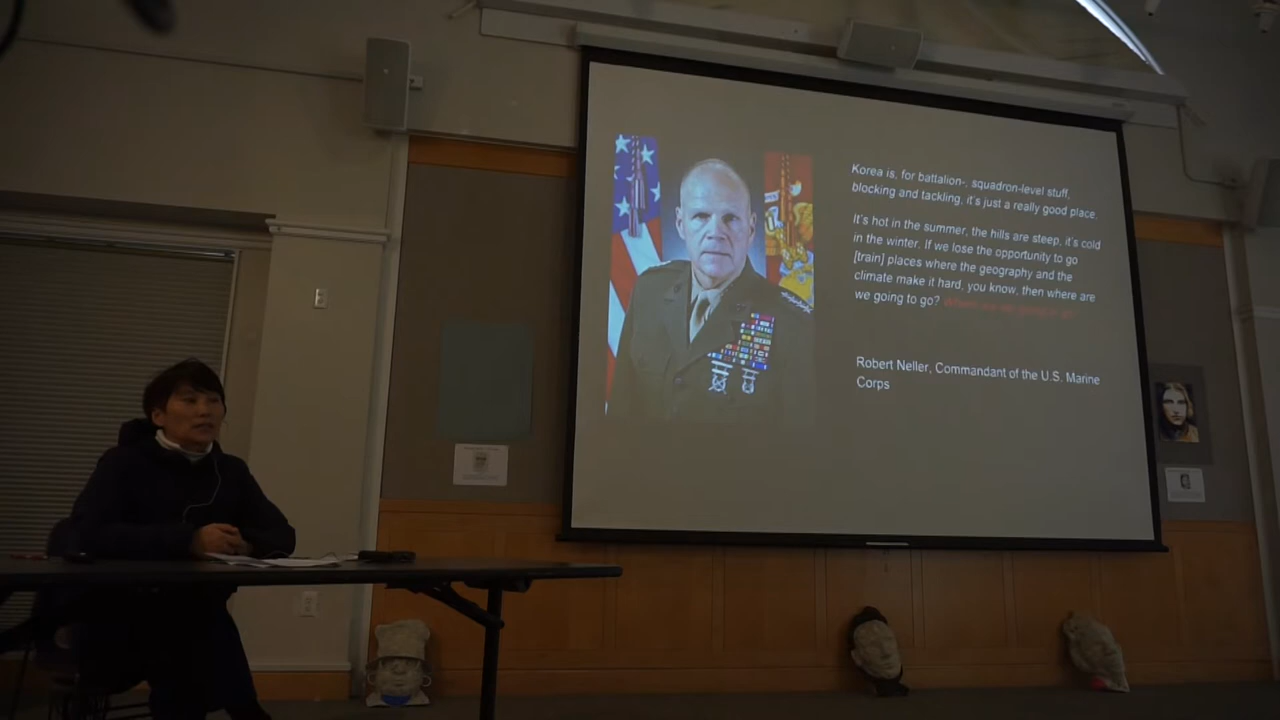 Korea is, for battalion-, squadron-level stuff,
blocking and tackling, it's just a really good place.
It's hot in the summer, the hills are steep, it's cold
in the winter. If we lose the opportunity to go
[train] places where the geography and the
climate make it hard, you know, then where are
we going to go?
Robert Neller, Commandant of the U.S. Marine
Corps